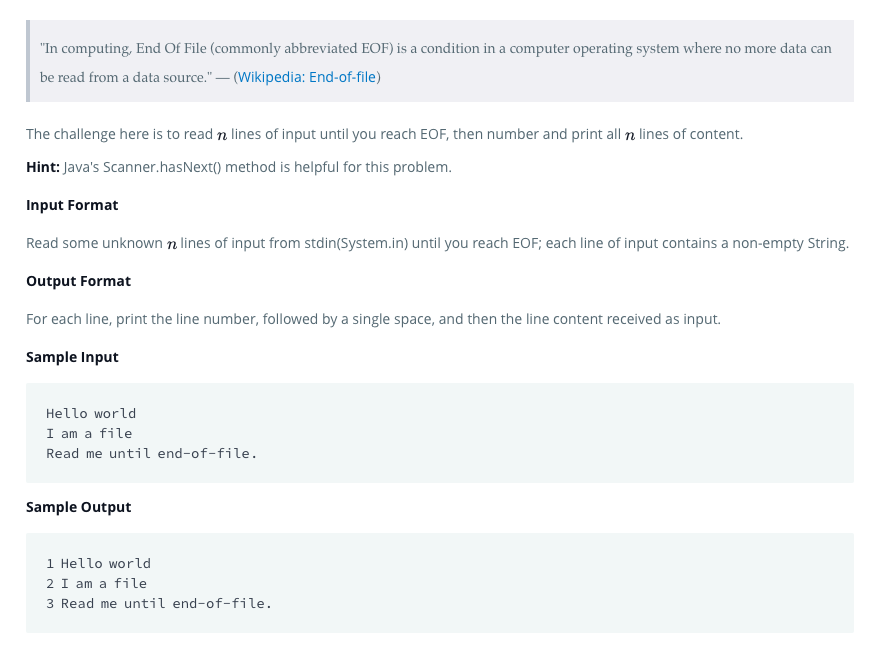 "In computing, End Of File (commonly abbreviated EOF) is a condition in a computer operating system where no more data can
be read from a data source." — (Wikipedia: End-of-file)
The challenge here is to read n lines of input until you reach EOF, then number and print all n lines of content.
Hint: Java's Scanner.hasNext() method is helpful for this problem.
Input Format
Read some unknown n lines of input from stdin(System.in) until you reach EOF; each line of input contains a non-empty String.
Output Format
For each line, print the line number, followed by a single space, and then the line content received as input.
Sample Input
Hello world
I am a file
Read me until end-of-file.
Sample Output
1 Hello world
2 I am a file
3 Read me until end-of-file.